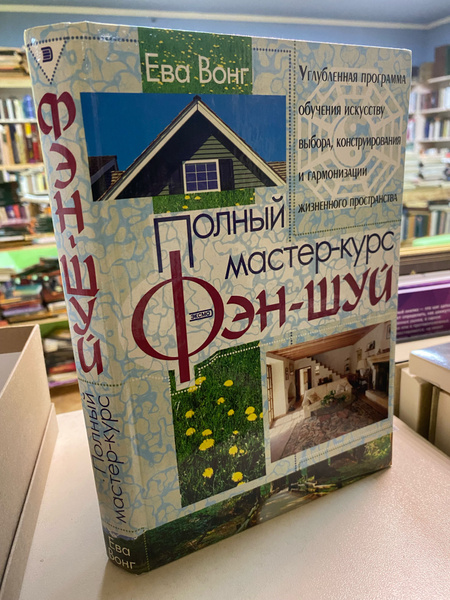 Ева Вонг
Углубленная программа
обучения искусству
выбора, конструирования
и гармонизации
жизненного пространства
Полный
мастер-курс
Фэн-шуй
ЭКСМО
Э
Фэн-шуй
Полный
мастер-курс
Ева
Вонг